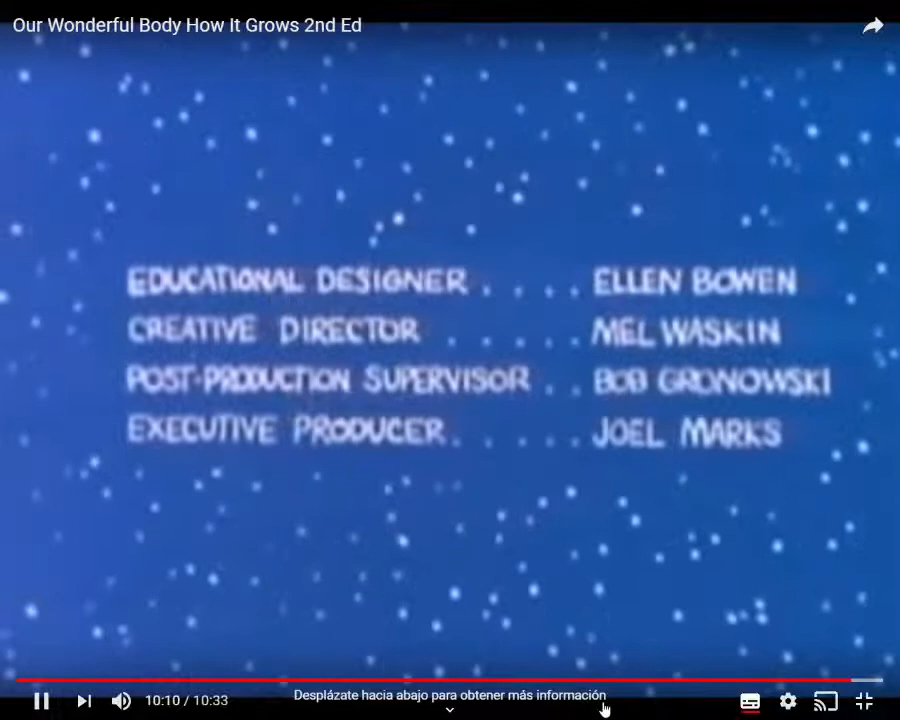 Our Wonderful Body How It Grows 2nd Ed
EDUCATIONAL DESIGNER . . . . ELLEN BOWEN
CREATIVE DIRECTOR . . . . . MEL WASKIN
POST-PRODUCTION SUPERVISOR . . BOB GRONOWSKI
EXECUTIVE PRODUCER . . . . . JOEL MARKS
10:10 / 10:33
Desplázate hacia abajo para obtener más información